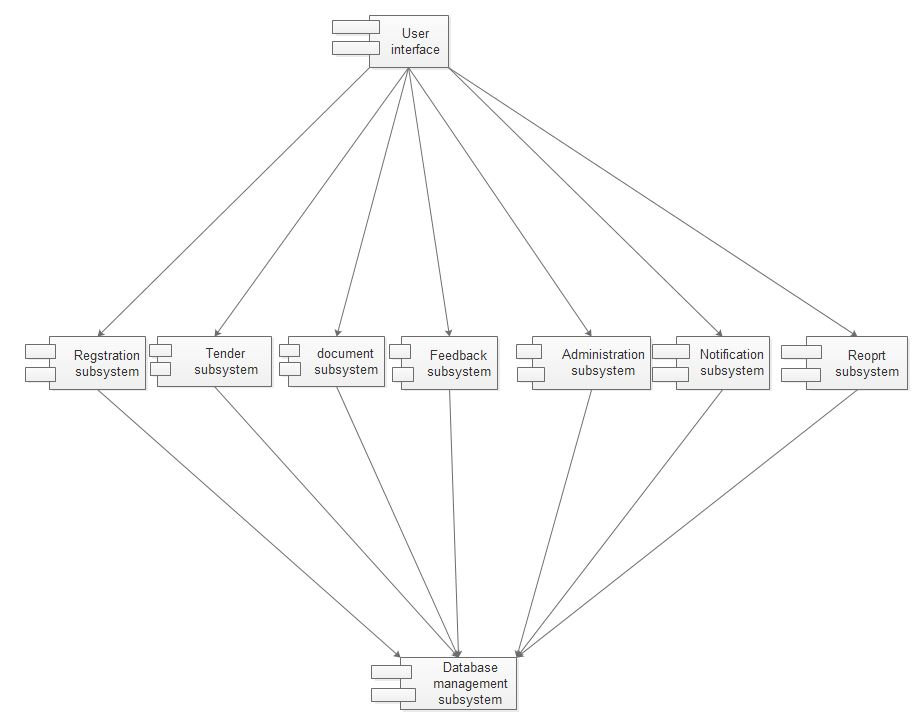 User
interface
Regstration
subsystem
Tender
subsystem
document
subsystem
Feedback
subsystem
Administration
subsystem
Notification
subsystem
Reoprt
subsystem
Database
management
subsystem